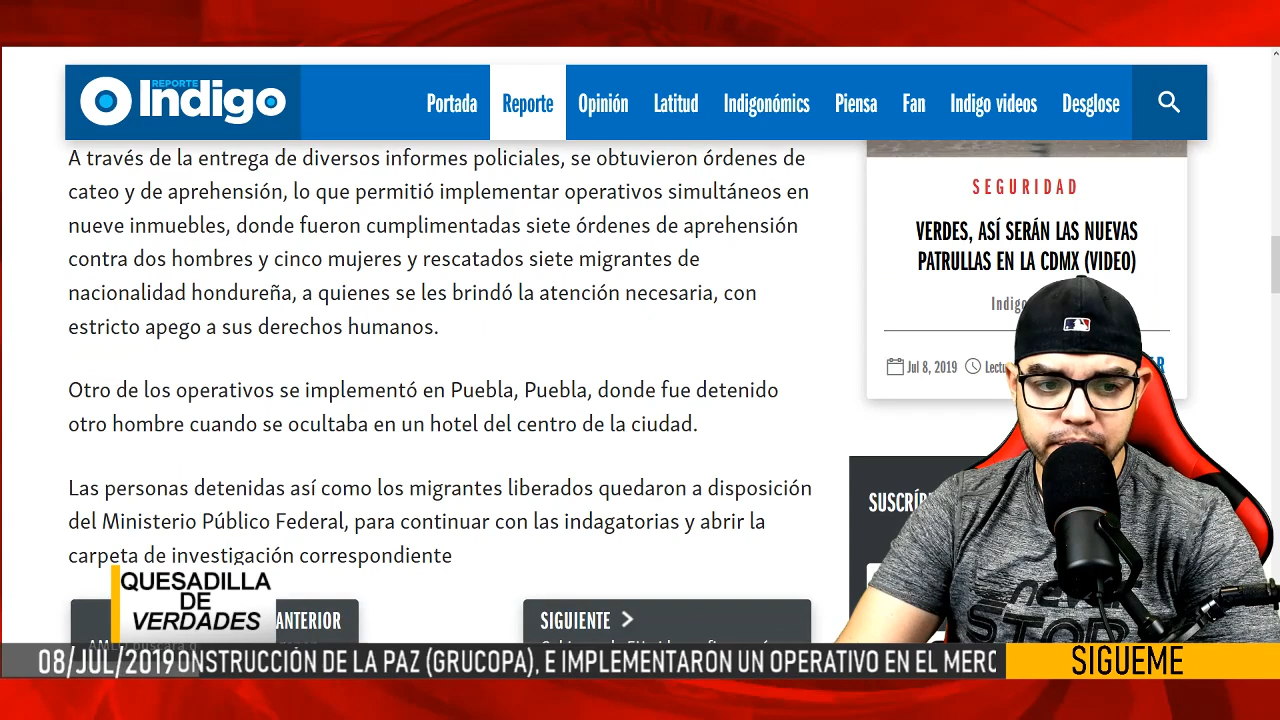 REPORTE
Indigo
Portada
Reporte
Opinión
Latitud
Indigonómics
Piensa
Fan
Indigo videos
Desglose
A través de la entrega de diversos informes policiales, se obtuvieron órdenes de
cateo y de aprehensión, lo que permitió implementar operativos simultáneos en
nueve inmuebles, donde fueron cumplimentadas siete órdenes de aprehensión
contra dos hombres y cinco mujeres y rescatados siete migrantes de
nacionalidad hondureña, a quienes se les brindó la atención necesaria, con
estricto apego a sus derechos humanos.
Otro de los operativos se implementó en Puebla, Puebla, donde fue detenido
otro hombre cuando se ocultaba en un hotel del centro de la ciudad.
Las personas detenidas así como los migrantes liberados quedaron a disposición
del Ministerio Público Federal, para continuar con las indagatorias y abrir la
carpeta de investigación correspondiente
ANTERIOR
SIGUIENTE
SEGURIDAD
VERDES, ASÍ SERÁN LAS NUEVAS
PATRULLAS EN LA CDMX (VIDEO)
Indigo
Jul 8, 2019
QUESADILLA
DE
VERDADES
08/JUL/2019
ONSTRUCCIÓN DE LA PAZ (GRUCOPA), E IMPLEMENTARON UN OPERATIVO EN EL MERC
SIGUEME